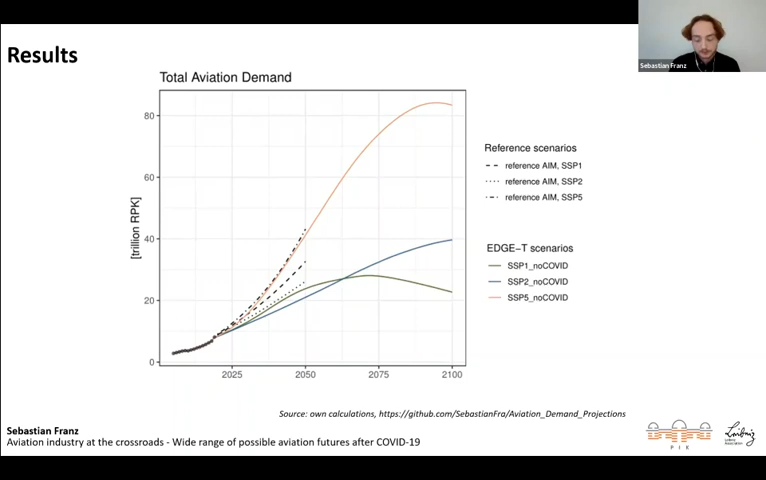 Results
Sebastian Franz
Total Aviation Demand
[trillion RPK]
80
60
40
20
0
2025
2050
2075
2100
Reference scenarios
reference AIM, SSP1
reference AIM, SSP2
reference AIM, SSP5
EDGE−T scenarios
SSP1_noCOVID
SSP2_noCOVID
SSP5_noCOVID
Source: own calculations, https://github.com/SebastianFra/Aviation_Demand_Projections
Sebastian Franz
Aviation industry at the crossroads - Wide range of possible aviation futures after COVID-19
P I K
Leibniz